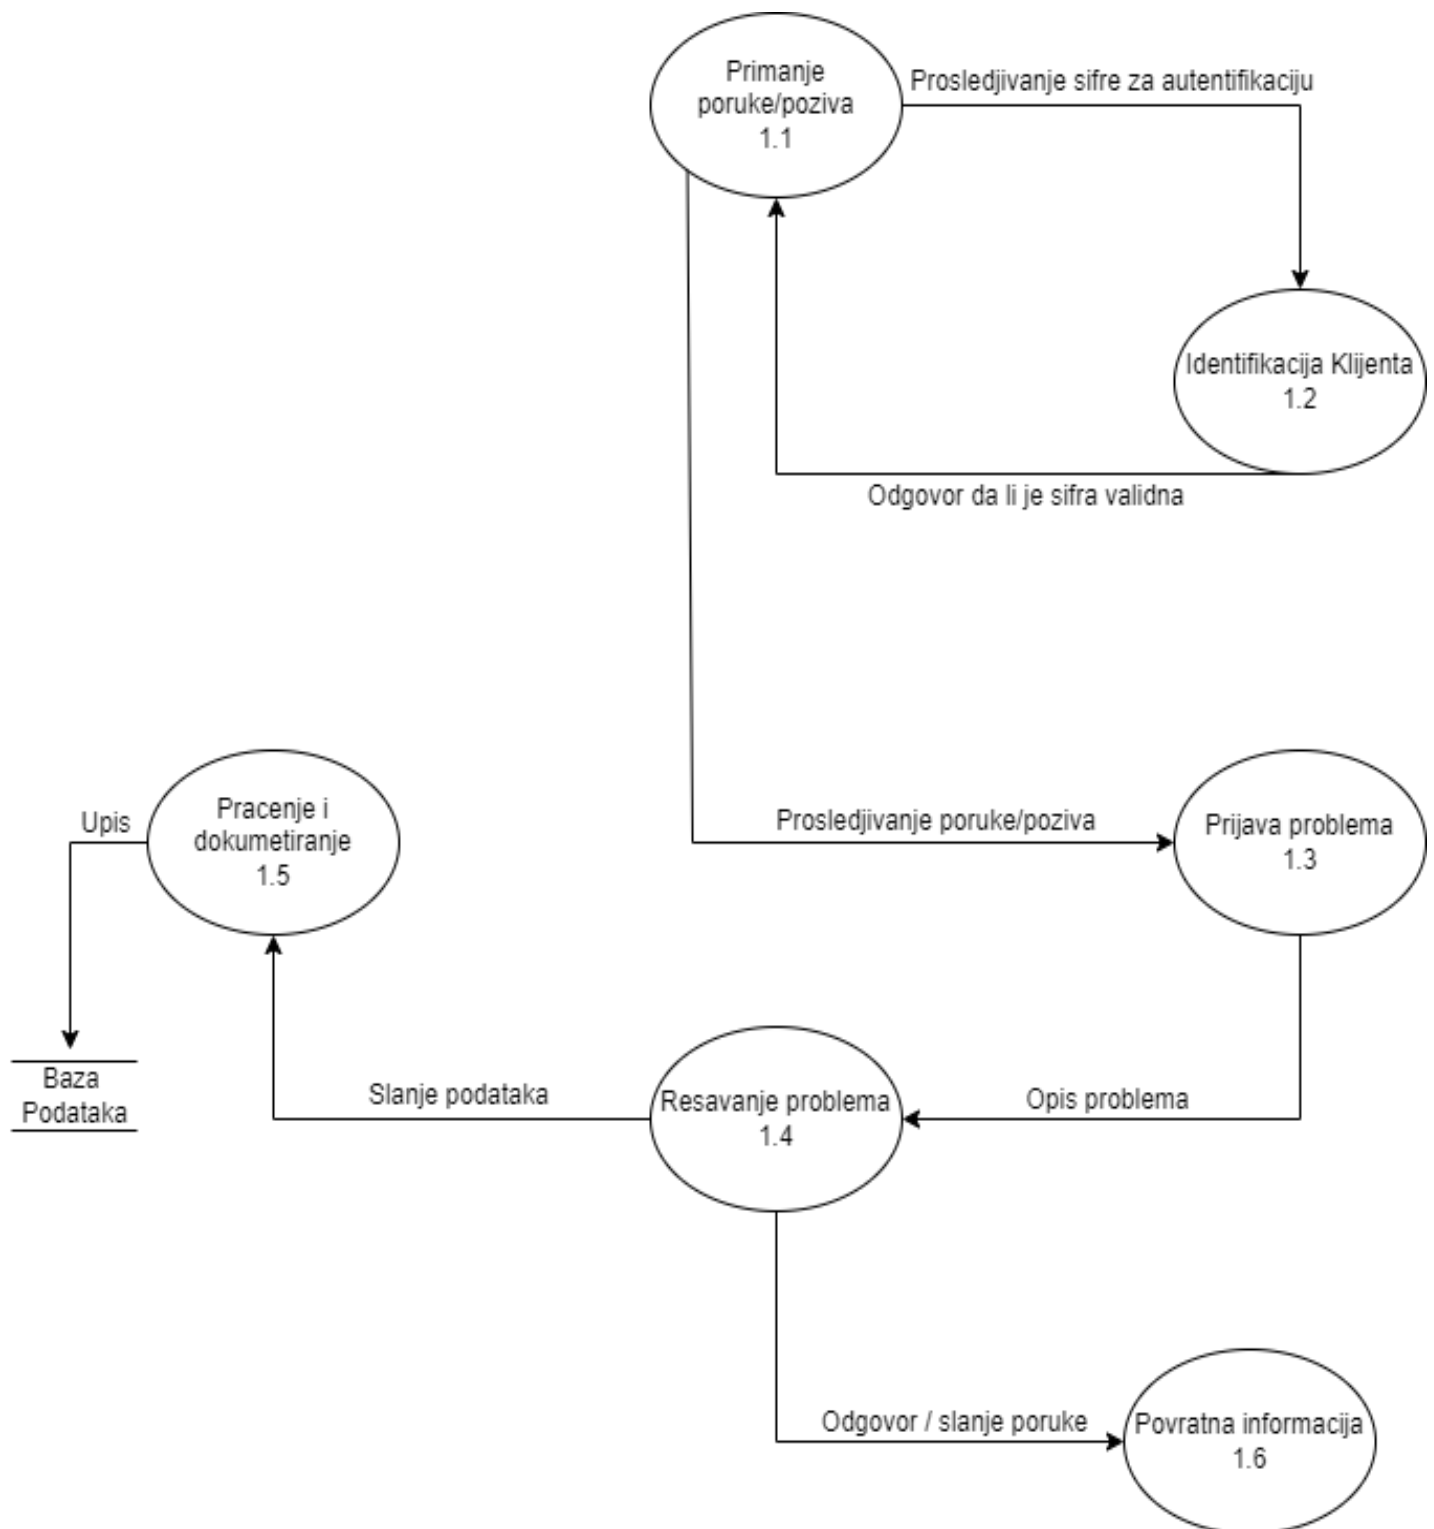 Primanje
poruke/poziva
1.1
Prosledjivanje sifre za autentifikaciju
Identifikacija Klijenta
1.2
Odgovor da li je sifra validna
Pracenje i
dokumetiranje
1.5
Upis
Prosledjivanje poruke/poziva
Prijava problema
1.3
Baza
Podataka
Slanje podataka
Resavanje problema
1.4
Opis problema
Odgovor / slanje poruke
Povratna informacija
1.6